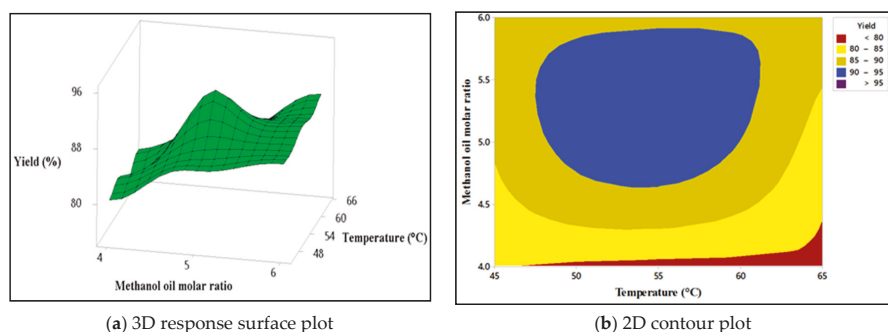 96
88
80
Yield (%)
4
5
6
Methanol oil molar ratio
66
60
54
48
Temperature (°C)
(a) 3D response surface plot
6.0
5.5
5.0
4.5
4.0
Methanol oil molar ratio
45
50
55
60
65
Temperature (°C)
Yield
< 80
80 – 85
85 – 90
90 – 95
> 95
(b) 2D contour plot